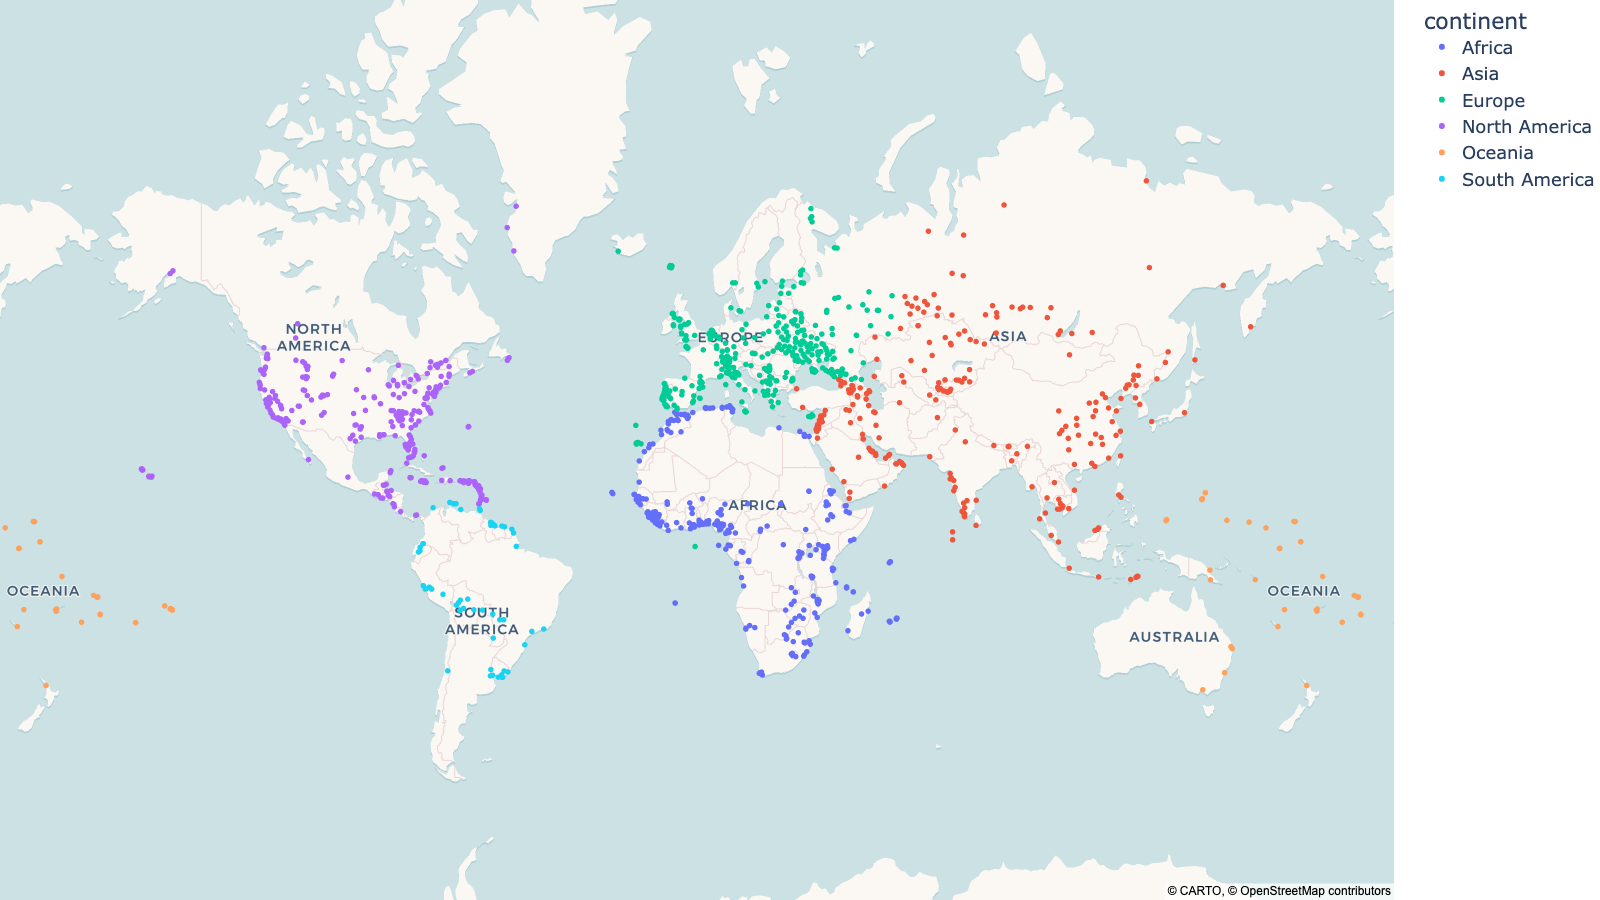 continent
Africa
Asia
Europe
North America
Oceania
South America
NORTH
AMERICA
EUROPE
ASIA
AFRICA
OCEANIA
OCEANIA
SOUTH
AMERICA
AUSTRALIA
© CARTO, © OpenStreetMap contributors